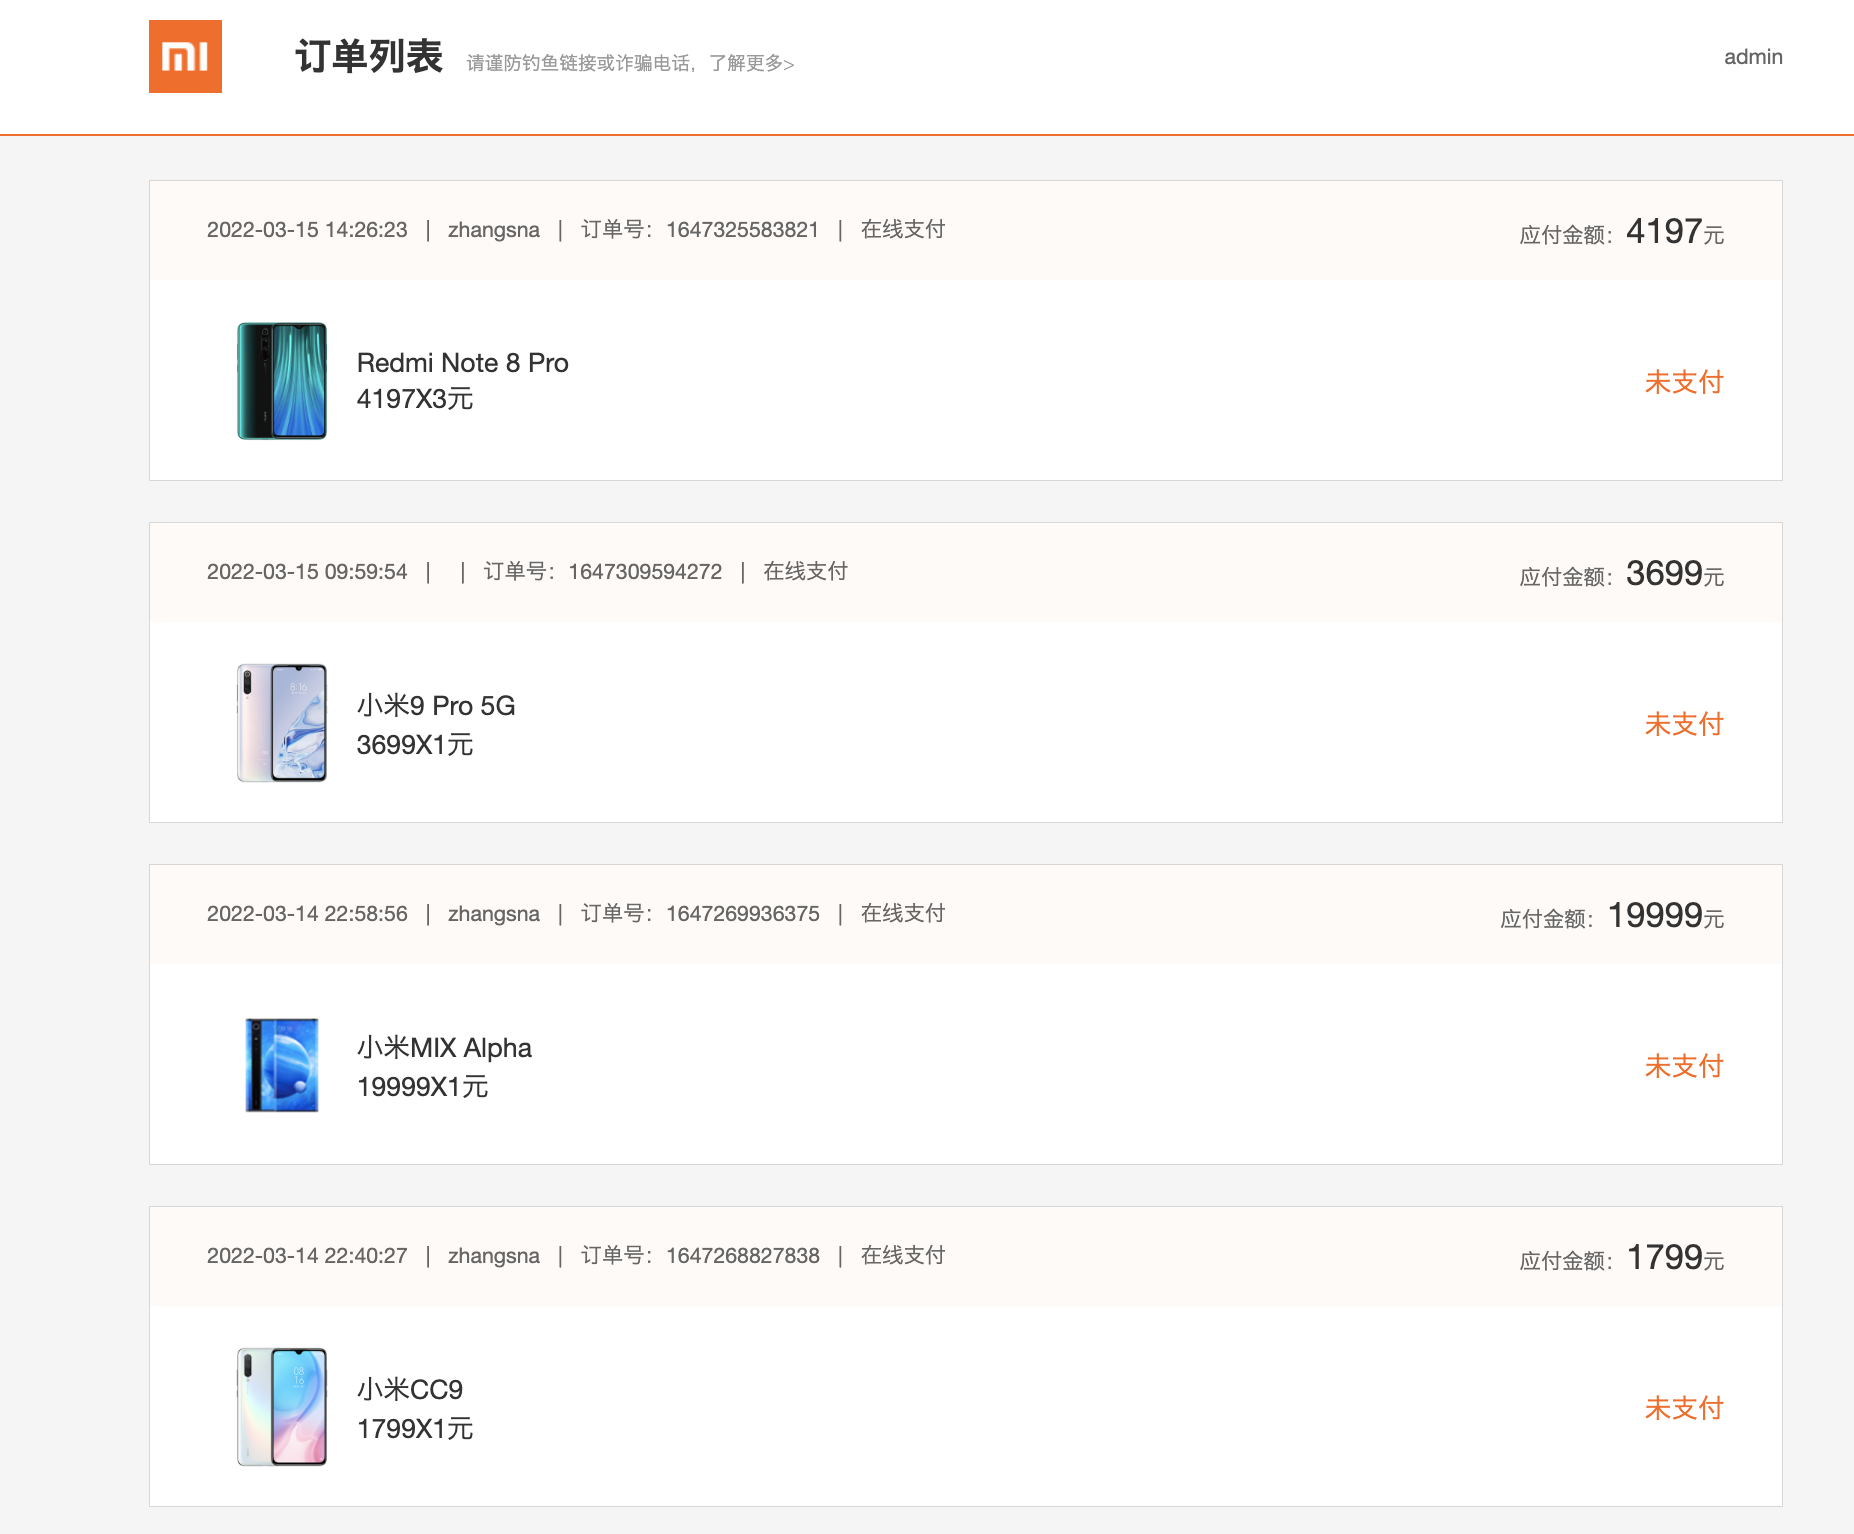 MI
订单列表 请谨防钓鱼链接或诈骗电话，了解更多>
admin
2022-03-15 14:26:23 | zhangsna | 订单号：1647325583821 | 在线支付
应付金额：4197元
Redmi Note 8 Pro
4197X3元
未支付
2022-03-15 09:59:54 | | 订单号：1647309594272 | 在线支付
应付金额：3699元
8:16
小米9 Pro 5G
3699X1元
未支付
2022-03-14 22:58:56 | zhangsna | 订单号：1647269936375 | 在线支付
应付金额：19999元
小米MIX Alpha
19999X1元
未支付
2022-03-14 22:40:27 | zhangsna | 订单号：1647268827838 | 在线支付
应付金额：1799元
08
16
小米CC9
1799X1元
未支付